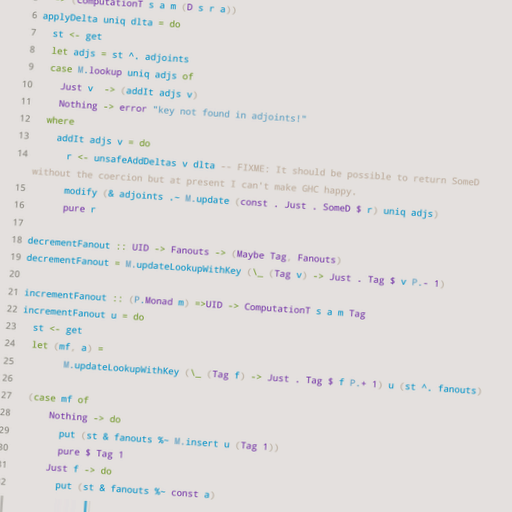 (ComputationT s a m (D s r a))
6 applyDelta uniq dlta = do
7 st <- get
8 let adjs = st ^. adjoints
9 case M.lookup uniq adjs of
10 Just v -> (addIt adjs v)
11 Nothing -> error "key not found in adjoints!"
12 where
13 addIt adjs v = do
14 r <- unsafeAddDeltas v dlta -- FIXME: It should be possible to return SomeD
without the coercion but at present I can't make GHC happy.
15 modify (& adjoints .~ M.update (const . Just . SomeD $ r) uniq adjs)
16 pure r
17
18 decrementFanout :: UID -> Fanouts -> (Maybe Tag, Fanouts)
19 decrementFanout = M.updateLookupWithKey (\_ (Tag v) -> Just . Tag $ v P.- 1)
20
21 incrementFanout :: (P.Monad m) =>UID -> ComputationT s a m Tag
22 incrementFanout u = do
23 st <- get
24 let (mf, a) =
25 M.updateLookupWithKey (\_ (Tag f) -> Just . Tag $ f P.+ 1) u (st ^. fanouts)
26
27 (case mf of
28 Nothing -> do
29 put (st & fanouts %~ M.insert u (Tag 1))
30 pure $ Tag 1
31 Just f -> do
2 put (st & fanouts %~ const a)